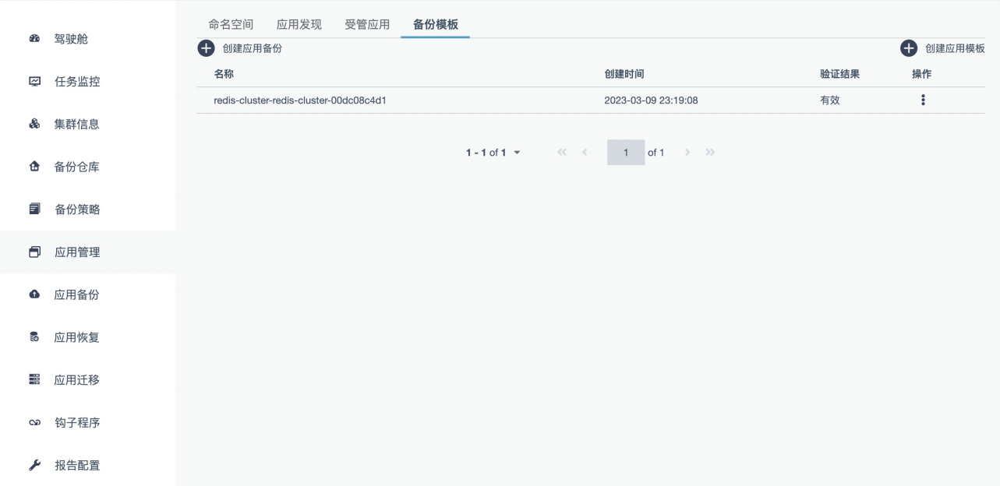 驾驶舱
任务监控
集群信息
备份仓库
备份策略
应用管理
应用备份
应用恢复
应用迁移
钩子程序
报告配置
命名空间 应用发现 受管应用 备份模板
创建应用备份 创建应用模板
名称 创建时间 验证结果 操作
redis-cluster-redis-cluster-00dc08c4d1 2023-03-09 23:19:08 有效
1 - 1 of 1 1 of 1